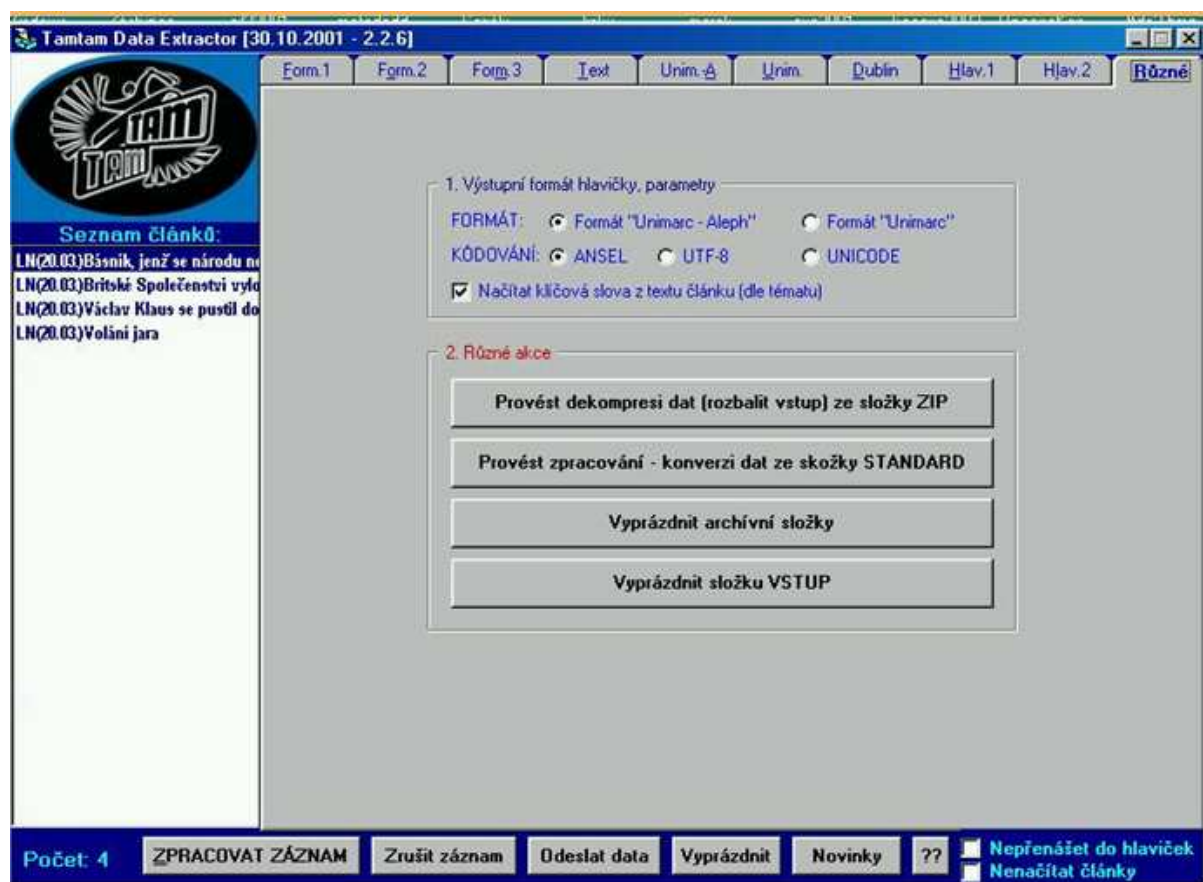 Tamtam Data Extractor [30.10.2001 - 2.2.6]
Form.1 Form.2 Form.3 Text Unim.-A Unim. Dublin Hlav.1 Hlav.2 Různé
TAM
TAM
Seznam článků:
LN(20.03)Básnik, jenž se národu ne
LN(20.03)Britské Společenství vylo
LN(20.03)Václav Klaus se pustil do
LN(20.03)Voláni jara
1. Výstupní formát hlavičky, parametry
FORMÁT: Formát "Unimarc - Aleph" Formát "Unimarc"
KÓDOVÁNÍ: ANSEL UTF-8 UNICODE
Načítat klíčová slova z textu článku (dle tématu)
2. Různé akce
Provést dekompresi dat (rozbalit vstup) ze složky ZIP
Provést zpracování - konverzi dat ze skožky STANDARD
Vyprázdnit archívní složky
Vyprázdnit složku VSTUP
Počet: 4 ZPRACOVAT ZÁZNAM Zrušit záznam Odeslat data Vyprázdnit Novinky ?? Nepřenášet do hlaviček
Nenačítat články